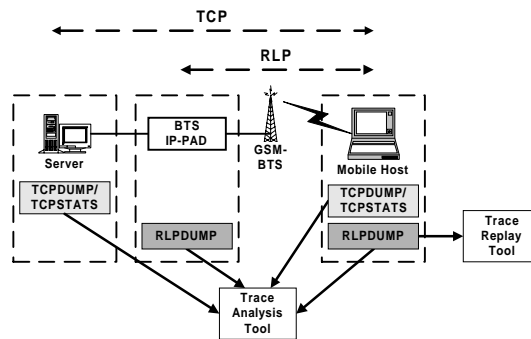 TCP
RLP
BTS
IP-PAD
Server
GSM-
BTS
Mobile Host
TCPDUMP/
TCPSTATS
TCPDUMP/
TCPSTATS
RLPDUMP
RLPDUMP
Trace
Replay
Tool
Trace
Analysis
Tool